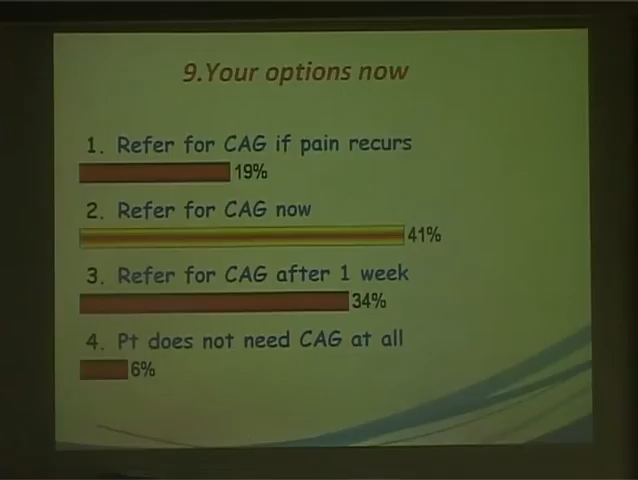 9.Your options now
1. Refer for CAG if pain recurs
19%
2. Refer for CAG now
41%
3. Refer for CAG after 1 week
34%
4. Pt does not need CAG at all
6%